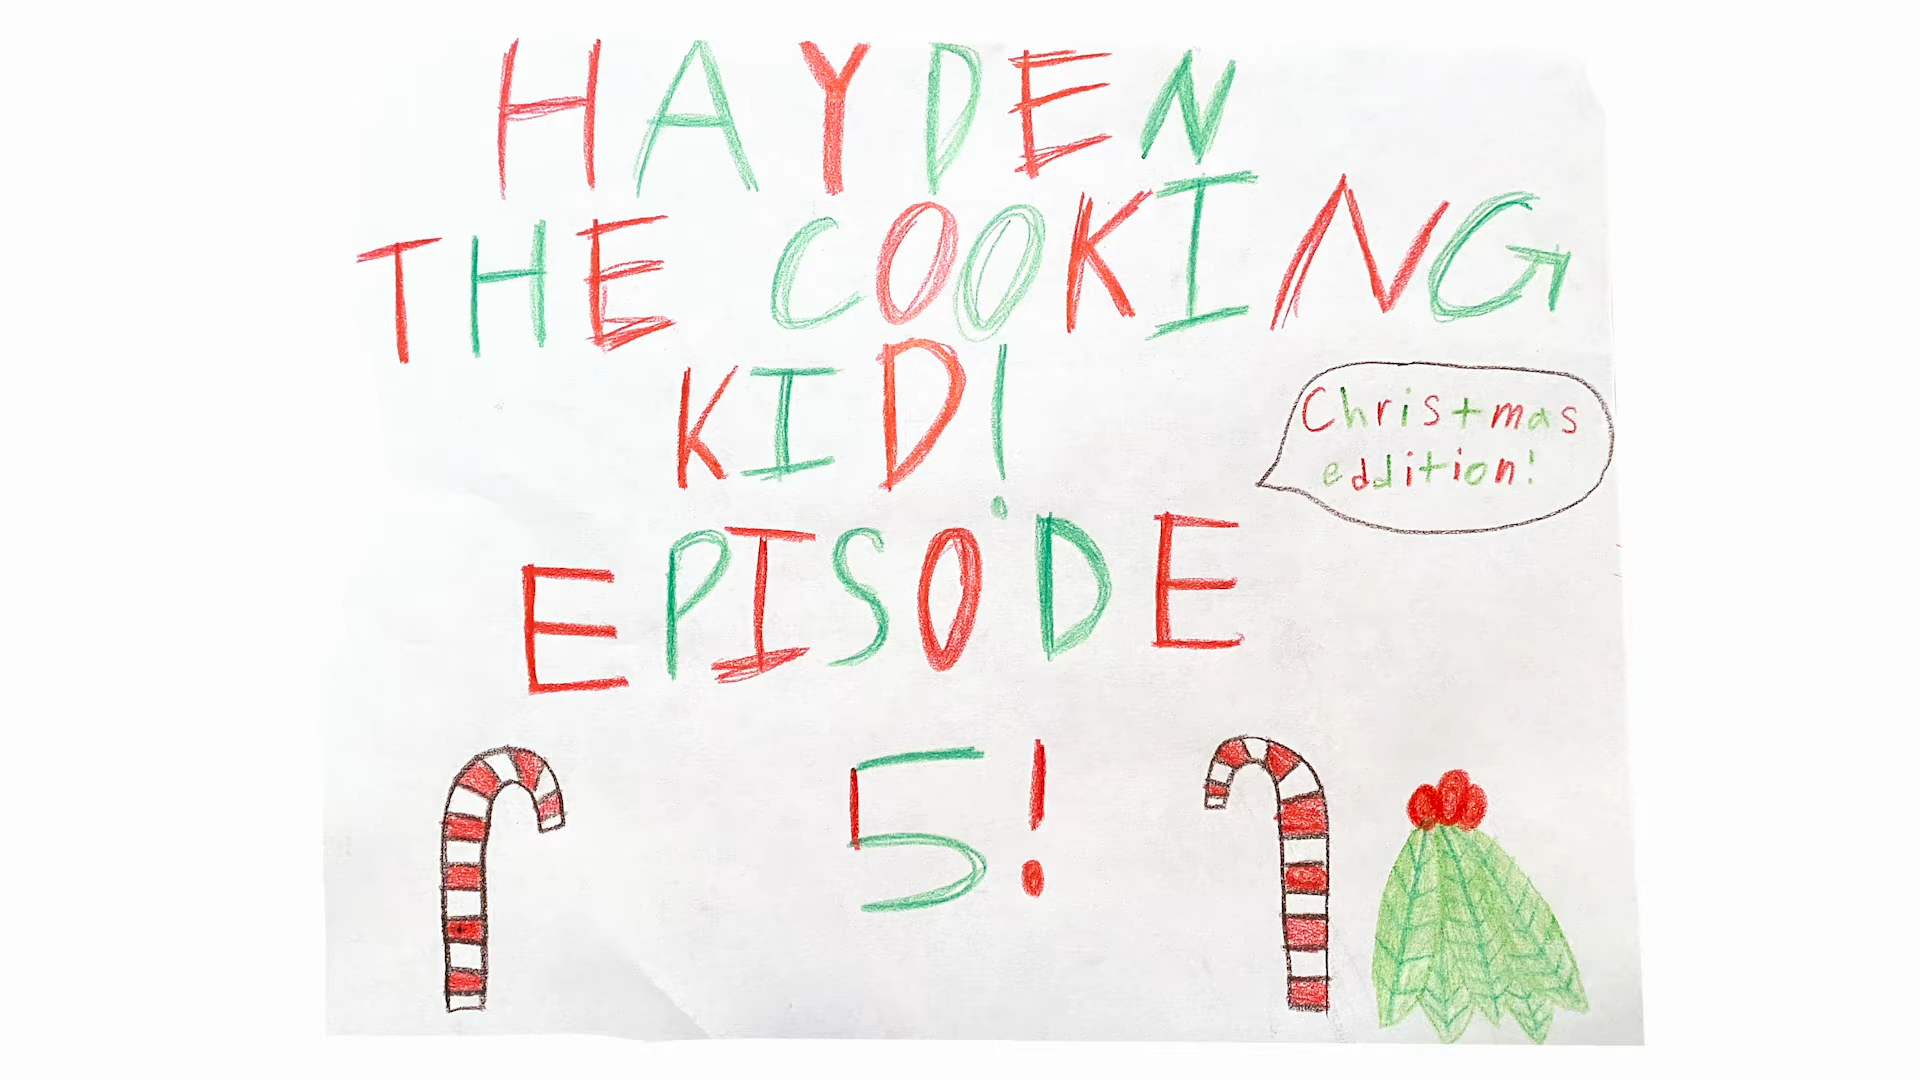 HAYDEN
THE COOKING
KID!
Christmas
eddition!
EPISODE
5!